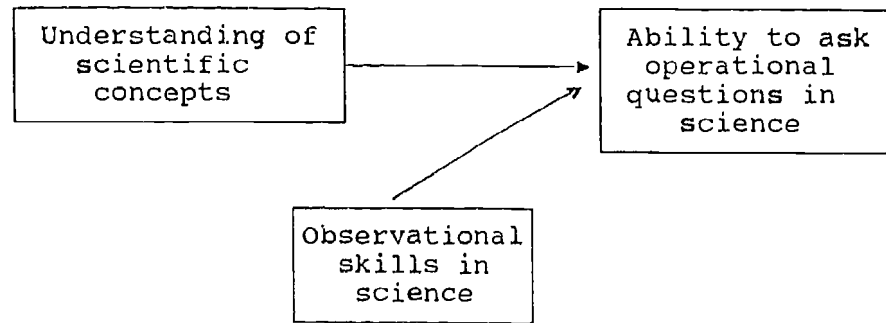 Understanding of
scientific
concepts
Ability to ask
operational
questions in
science
Observational
skills in
science